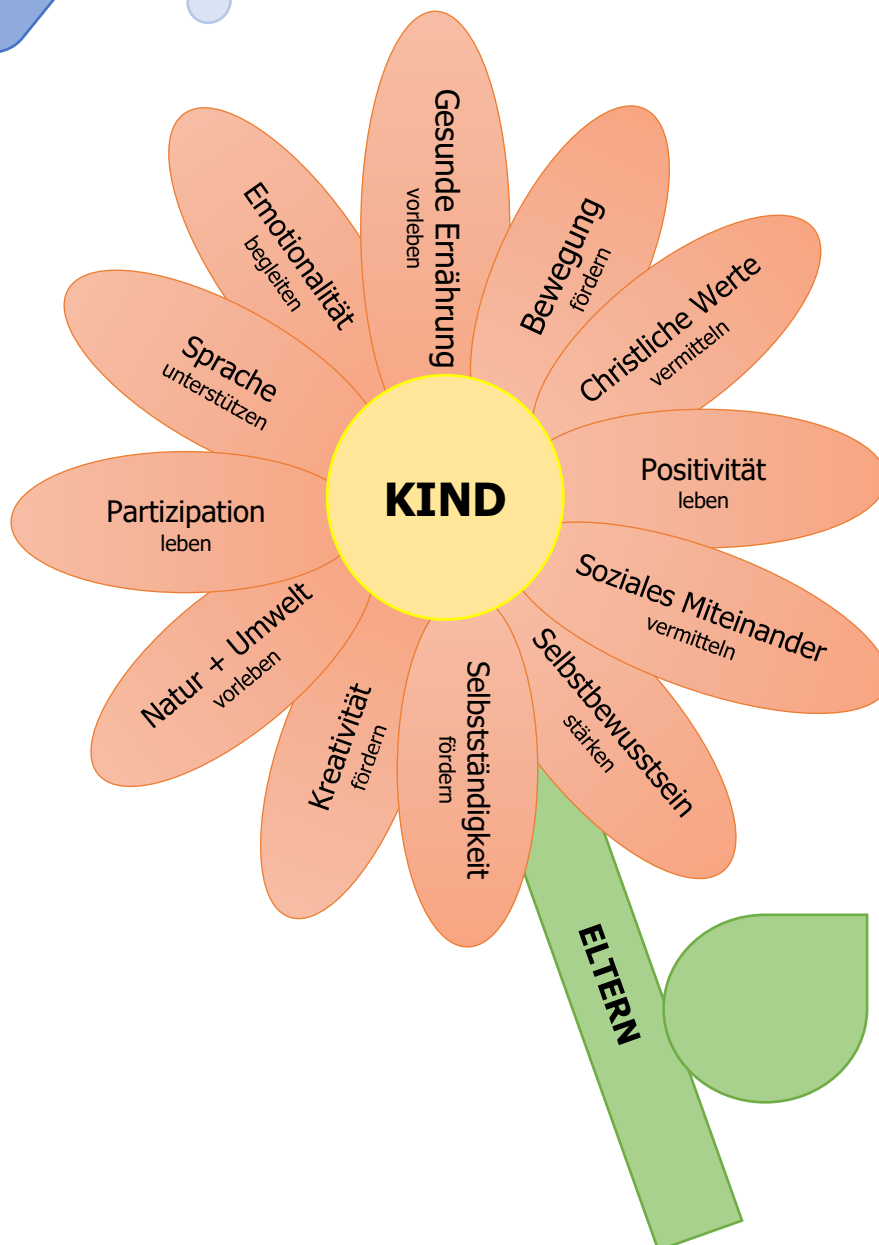 Gesunde Ernährung
vorleben
Bewegung
fördern
Christliche Werte
vermitteln
Positivität
leben
Soziales Miteinander
vermitteln
Selbstbewusstsein
stärken
Selbstständigkeit
fördern
Kreativität
fördern
Natur + Umwelt
vorleben
Partizipation
leben
Sprache
unterstützen
Emotionalität
begleiten
KIND
ELTERN